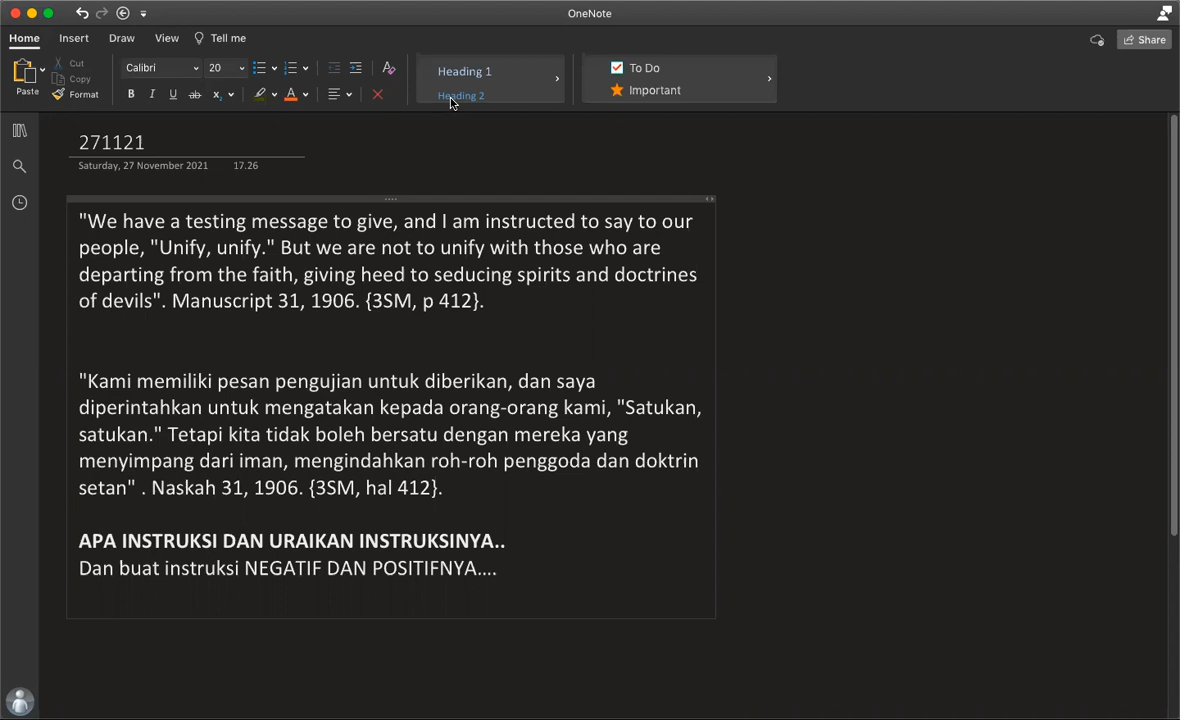 OneNote
Home Insert Draw View Tell me
Share
Paste
Cut
Copy
Format
Calibri 20
B I U ab x₂ A
Heading 1
Heading 2
To Do
Important
271121
Saturday, 27 November 2021 17.26
"We have a testing message to give, and I am instructed to say to our
people, "Unify, unify." But we are not to unify with those who are
departing from the faith, giving heed to seducing spirits and doctrines
of devils". Manuscript 31, 1906. {3SM, p 412}.
"Kami memiliki pesan pengujian untuk diberikan, dan saya
diperintahkan untuk mengatakan kepada orang-orang kami, "Satukan,
satukan." Tetapi kita tidak boleh bersatu dengan mereka yang
menyimpang dari iman, mengindahkan roh-roh penggoda dan doktrin
setan" . Naskah 31, 1906. {3SM, hal 412}.
APA INSTRUKSI DAN URAIKAN INSTRUKSINYA..
Dan buat instruksi NEGATIF DAN POSITIFNYA....